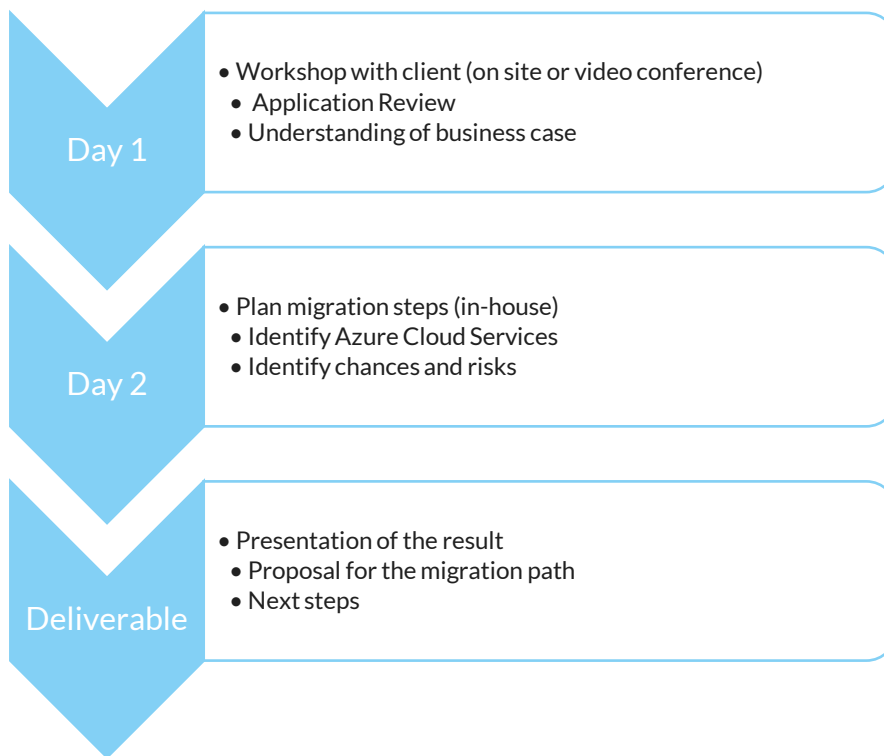 Day 1
• Workshop with client (on site or video conference)
• Application Review
• Understanding of business case
Day 2
• Plan migration steps (in-house)
• Identify Azure Cloud Services
• Identify chances and risks
Deliverable
• Presentation of the result
• Proposal for the migration path
• Next steps